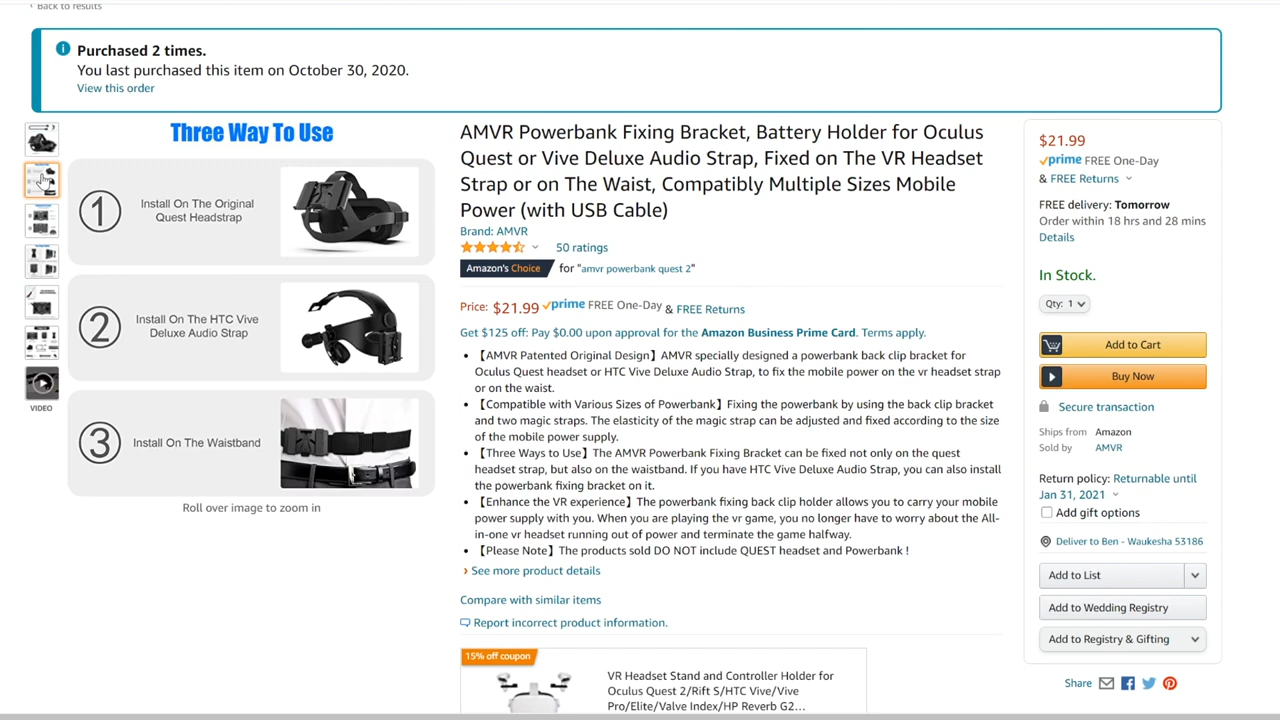 ‹ Back to results
Purchased 2 times.
You last purchased this item on October 30, 2020.
View this order
Three Way To Use
1
Install On The Original
Quest Headstrap
2
Install On The HTC Vive
Deluxe Audio Strap
3
Install On The Waistband
Roll over image to zoom in
VIDEO
AMVR Powerbank Fixing Bracket, Battery Holder for Oculus
Quest or Vive Deluxe Audio Strap, Fixed on The VR Headset
Strap or on The Waist, Compatibly Multiple Sizes Mobile
Power (with USB Cable)
Brand: AMVR
50 ratings
Amazon's Choice for "amvr powerbank quest 2"
Price: $21.99 prime FREE One-Day & FREE Returns
Get $125 off: Pay $0.00 upon approval for the Amazon Business Prime Card. Terms apply.
• 【AMVR Patented Original Design】AMVR specially designed a powerbank back clip bracket for
Oculus Quest headset or HTC Vive Deluxe Audio Strap, to fix the mobile power on the vr headset strap
or on the waist.
• 【Compatible with Various Sizes of Powerbank】Fixing the powerbank by using the back clip bracket
and two magic straps. The elasticity of the magic strap can be adjusted and fixed according to the size
of the mobile power supply.
• 【Three Ways to Use】The AMVR Powerbank Fixing Bracket can be fixed not only on the quest
headset strap, but also on the waistband. If you have HTC Vive Deluxe Audio Strap, you can also install
the powerbank fixing bracket on it.
• 【Enhance the VR experience】The powerbank fixing back clip holder allows you to carry your mobile
power supply with you. When you are playing the vr game, you no longer have to worry about the All-
in-one vr headset running out of power and terminate the game halfway.
• 【Please Note】The products sold DO NOT include QUEST headset and Powerbank !
› See more product details
Compare with similar items
Report incorrect product information.
15% off coupon
VR Headset Stand and Controller Holder for
Oculus Quest 2/Rift S/HTC Vive/Vive
Pro/Elite/Valve Index/HP Reverb G2...
$21.99
prime FREE One-Day
& FREE Returns
FREE delivery: Tomorrow
Order within 18 hrs and 28 mins
Details
In Stock.
Qty: 1
Add to Cart
Buy Now
Secure transaction
Ships from Amazon
Sold by AMVR
Return policy: Returnable until
Jan 31, 2021
Add gift options
Deliver to Ben - Waukesha 53186
Add to List
Add to Wedding Registry
Add to Registry & Gifting
Share